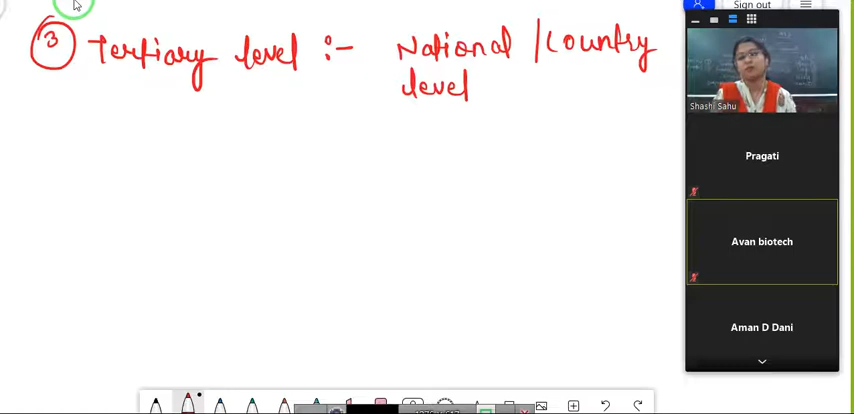 Sign out
③ Tertiary level :- National / Country
level
Shashi Sahu
Pragati
Avan biotech
Aman D Dani